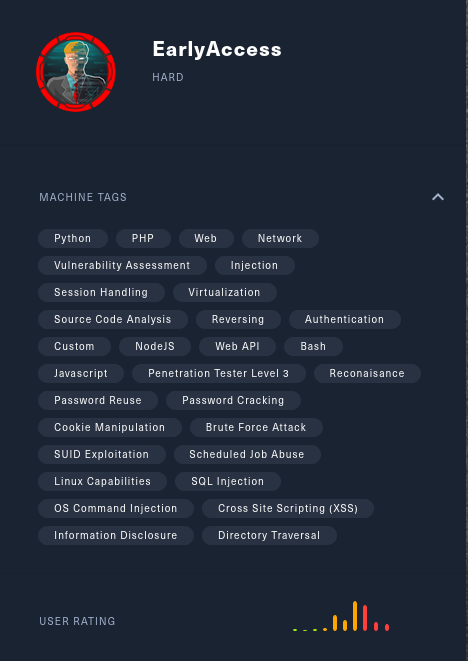 EarlyAccess
HARD
MACHINE TAGS
Python PHP Web Network
Vulnerability Assessment Injection
Session Handling Virtualization
Source Code Analysis Reversing Authentication
Custom NodeJS Web API Bash
Javascript Penetration Tester Level 3 Reconaisance
Password Reuse Password Cracking
Cookie Manipulation Brute Force Attack
SUID Exploitation Scheduled Job Abuse
Linux Capabilities SQL Injection
OS Command Injection Cross Site Scripting (XSS)
Information Disclosure Directory Traversal
USER RATING